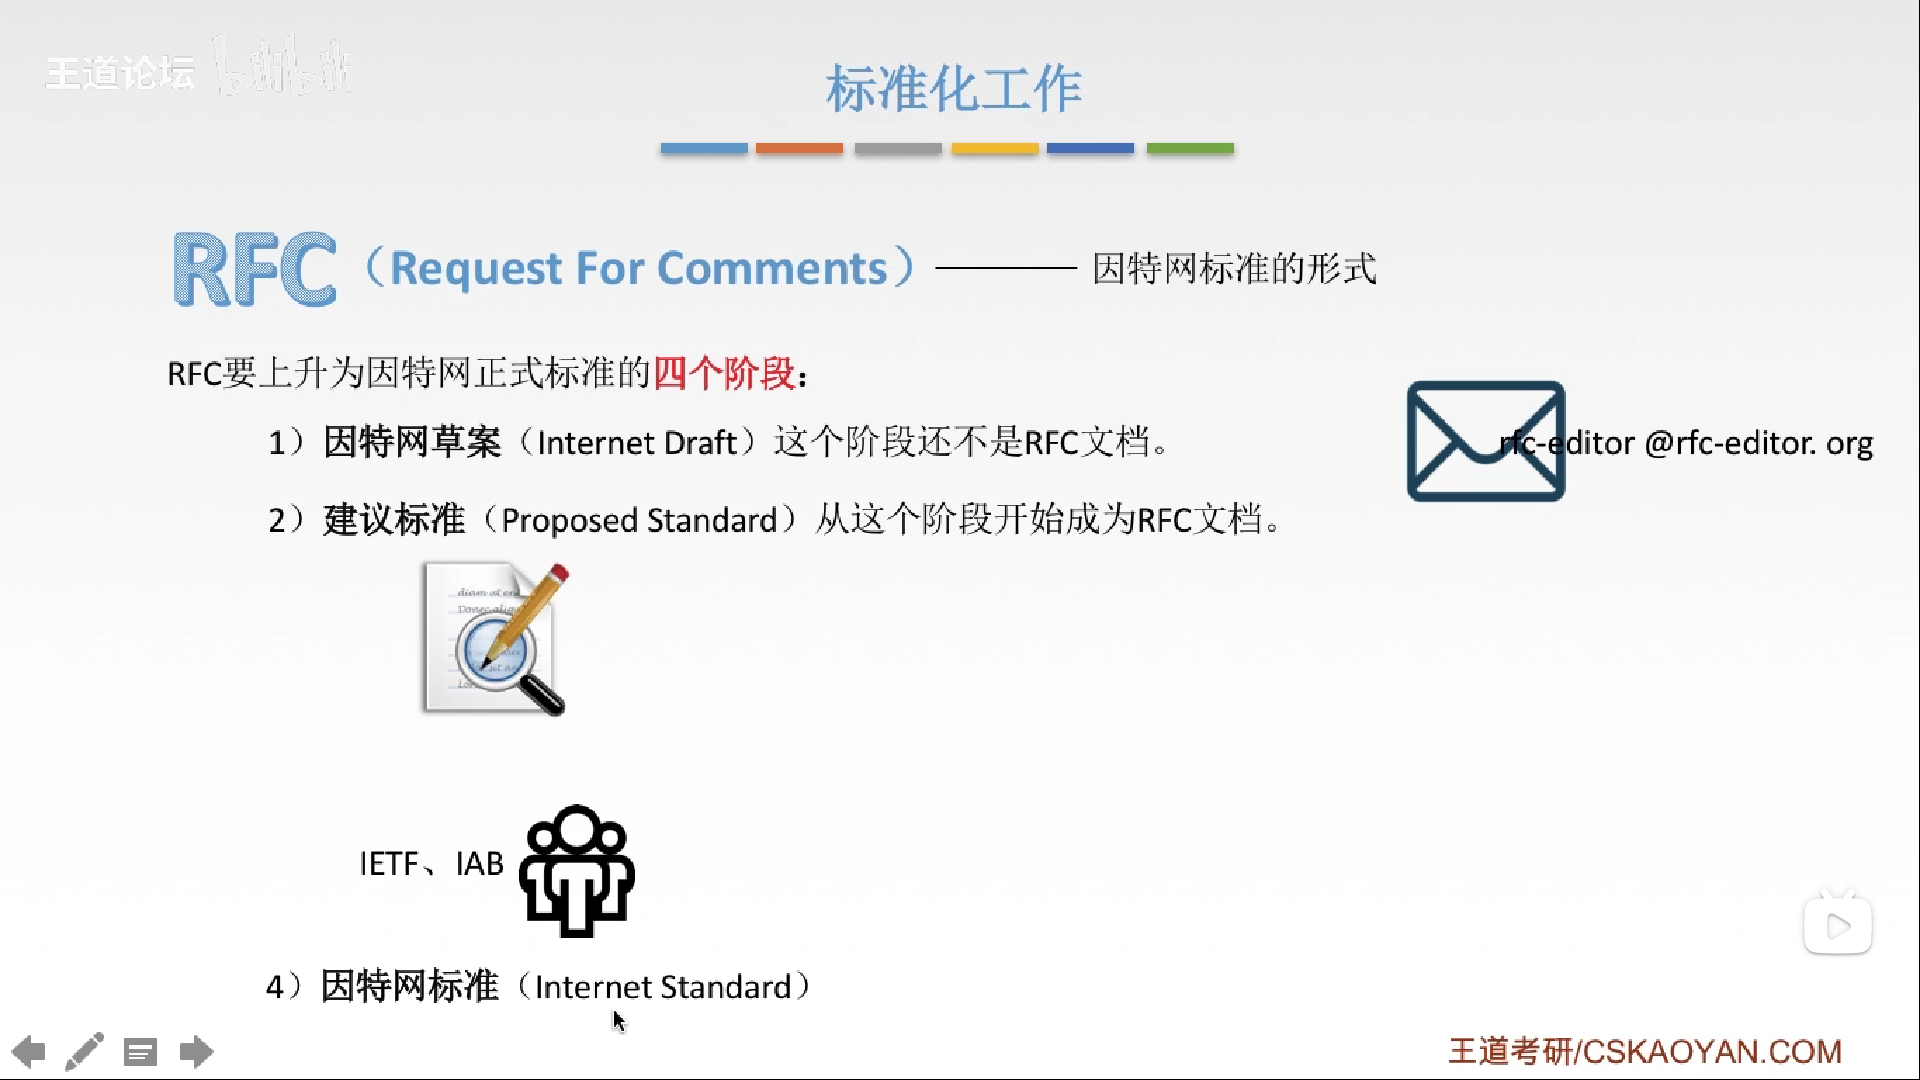 王道论坛 bilibili
标准化工作
RFC（Request For Comments）——因特网标准的形式
RFC要上升为因特网正式标准的四个阶段：
1）因特网草案（Internet Draft）这个阶段还不是RFC文档。
rfc-editor @rfc-editor. org
2）建议标准（Proposed Standard）从这个阶段开始成为RFC文档。
IETF、IAB
4）因特网标准（Internet Standard）
王道考研/CSKAOYAN.COM